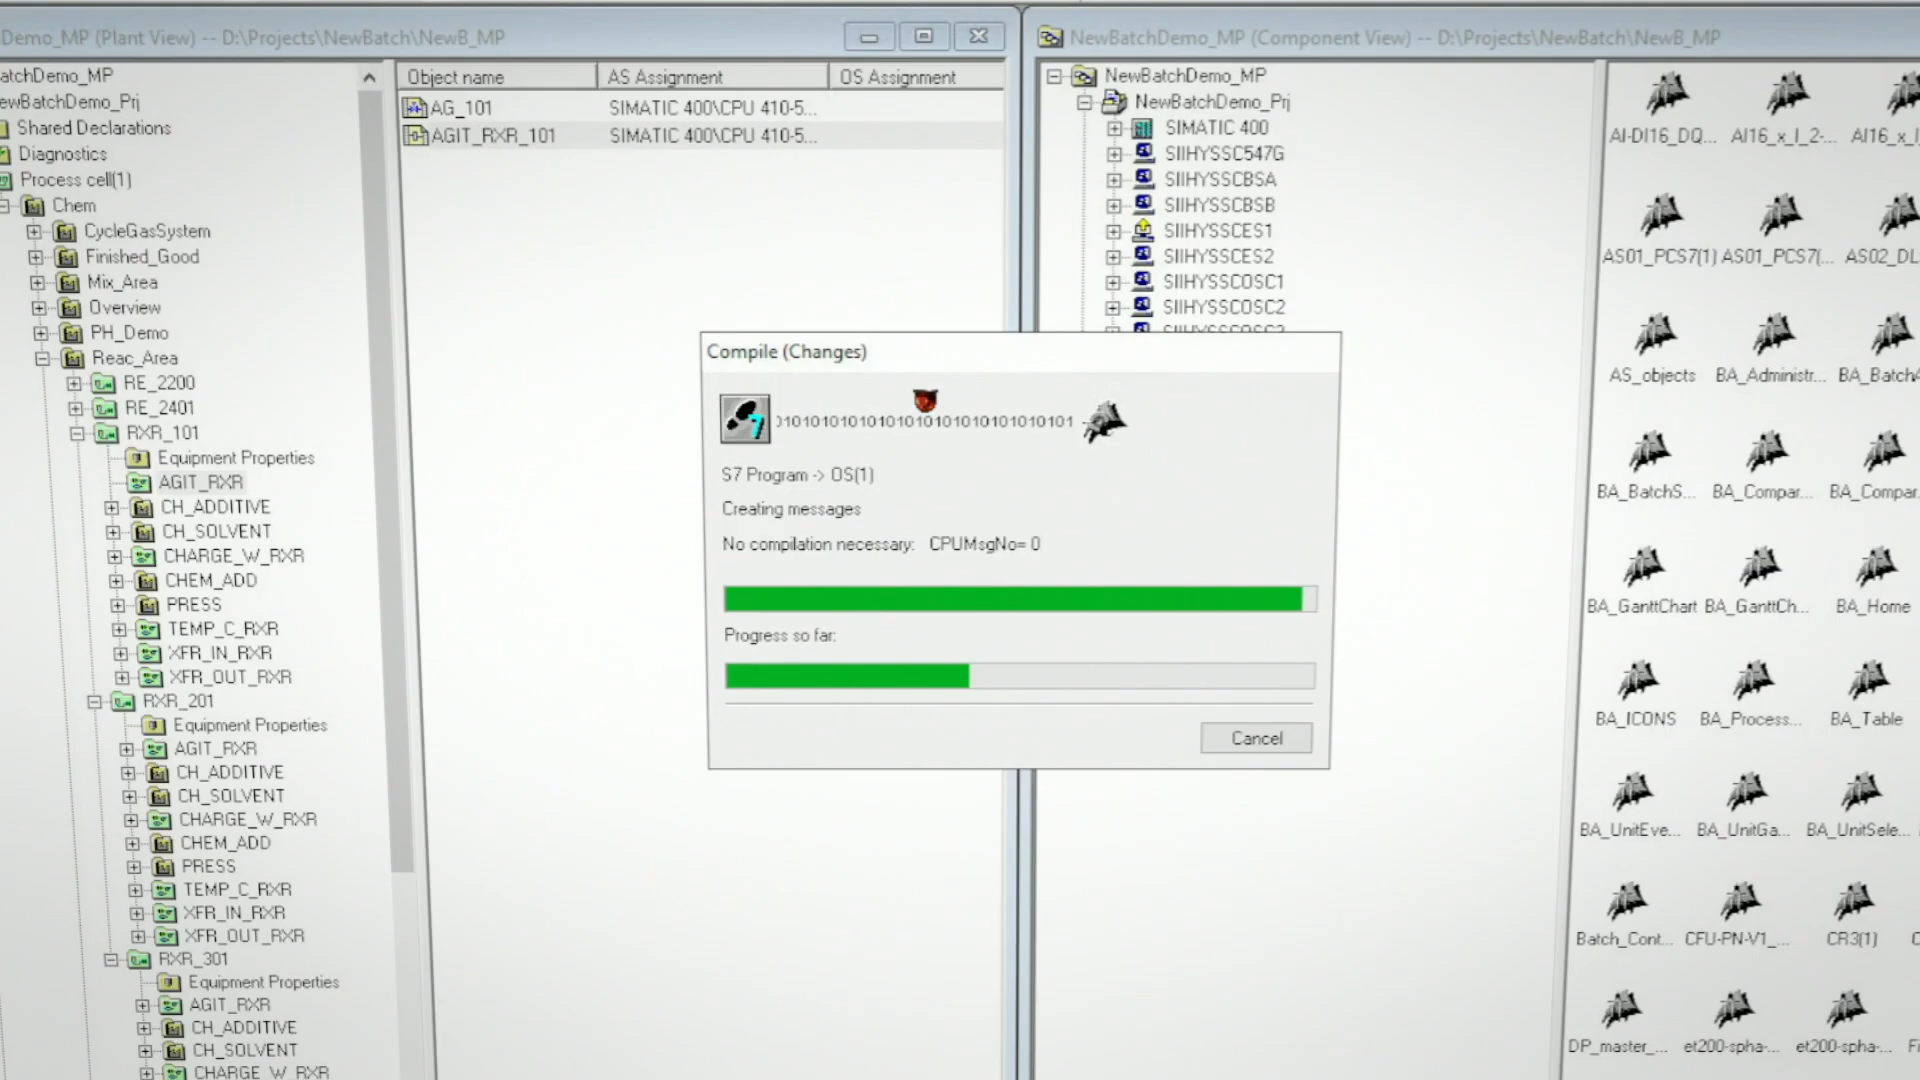 Demo_MP (Plant View) -- D:\Projects\NewBatch\NewB_MP
atchDemo_MP
ewBatchDemo_Prj
Shared Declarations
Diagnostics
Process cell(1)
Chem
CycleGasSystem
Finished_Good
Mix_Area
Overview
PH_Demo
Reac_Area
RE_2200
RE_2401
RXR_101
Equipment Properties
AGIT_RXR
CH_ADDITIVE
CH_SOLVENT
CHARGE_W_RXR
CHEM_ADD
PRESS
TEMP_C_RXR
XFR_IN_RXR
XFR_OUT_RXR
RXR_201
Equipment Properties
AGIT_RXR
CH_ADDITIVE
CH_SOLVENT
CHARGE_W_RXR
CHEM_ADD
PRESS
TEMP_C_RXR
XFR_IN_RXR
XFR_OUT_RXR
RXR_301
Equipment Properties
AGIT_RXR
CH_ADDITIVE
CH_SOLVENT
CHARGE_W_RXR
Object name AS Assignment OS Assignment
AG_101 SIMATIC 400\CPU 410-5...
AGIT_RXR_101 SIMATIC 400\CPU 410-5...
NewBatchDemo_MP (Component View) -- D:\Projects\NewBatch\NewB_MP
NewBatchDemo_MP
NewBatchDemo_Prj
SIMATIC 400
SIIHYSSC547G
SIIHYSSCBSA
SIIHYSSCBSB
SIIHYSSCES1
SIIHYSSCES2
SIIHYSSCOSC1
SIIHYSSCOSC2
Compile (Changes)
S7 Program -> OS(1)
Creating messages
No compilation necessary: CPUMsgNo= 0
Progress so far:
Cancel
AI-DI16_DQ... AI16_x_I_2-... AI16_x_I
AS01_PCS7(1) AS01_PCS7(... AS02_DL
AS_objects BA_Administr... BA_BatchA
BA_BatchS... BA_Compar... BA_Compar.
BA_GanttChart BA_GanttCh... BA_Home
BA_ICONS BA_Process... BA_Table
BA_UnitEve... BA_UnitGa... BA_UnitSele...
Batch_Cont... CFU-PN-V1_... CR3(1)
DP_master_... et200-spha-... et200-spha-... Fi